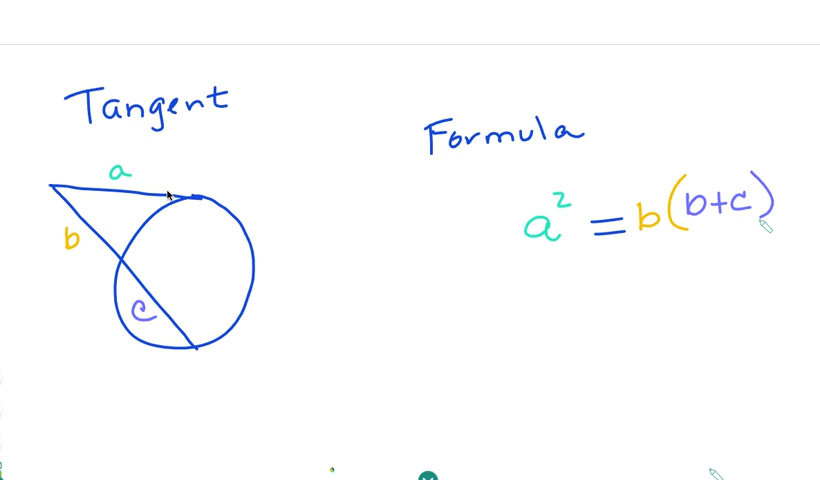 Tangent
Formula
a
a² = b(b+c)
b
c